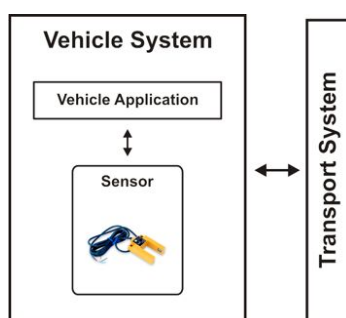 Vehicle System
Vehicle Application
Sensor
Transport System